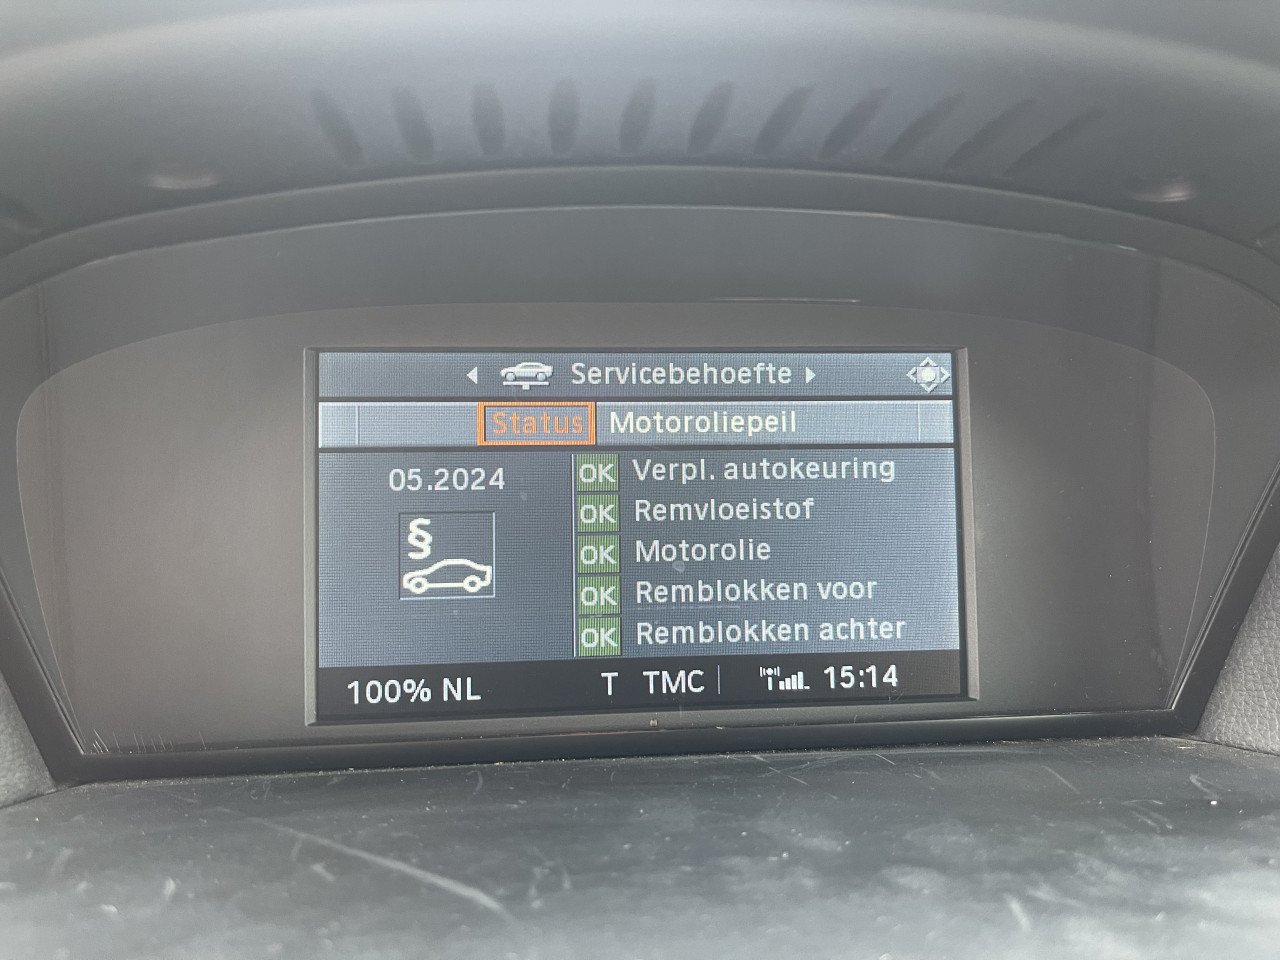 Servicebehoefte
Status Motoroliepeil
05.2024
§
OK Verpl. autokeuring
OK Remvloeistof
OK Motorolie
OK Remblokken voor
OK Remblokken achter
100% NL T TMC 15:14